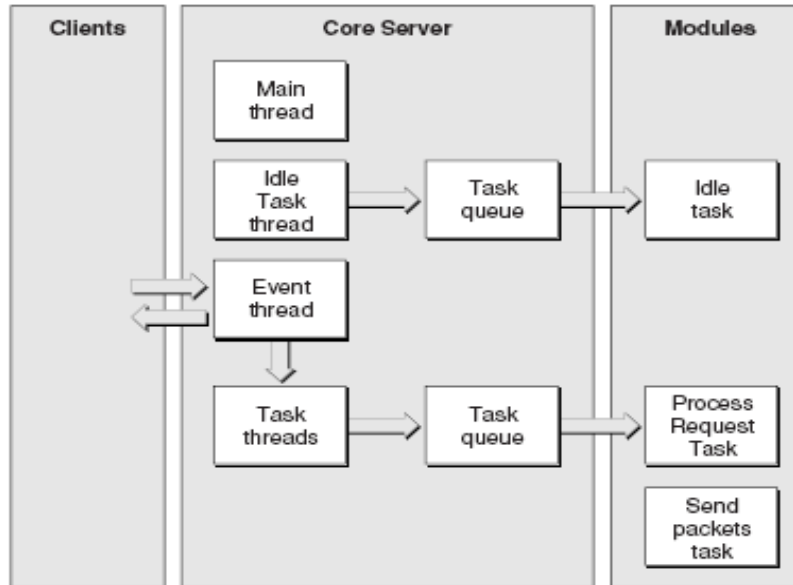 Clients
Core Server
Modules
Main
thread
Idle
Task
thread
Task
queue
Idle
task
Event
thread
Task
threads
Task
queue
Process
Request
Task
Send
packets
task